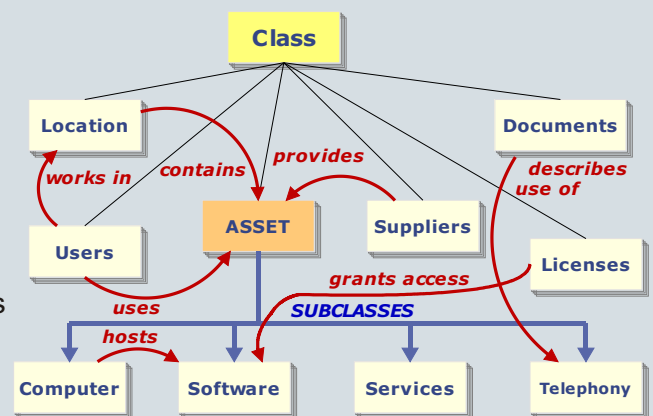 Class
Location
Documents
contains
provides
describes
use of
works in
ASSET
Suppliers
Users
Licenses
grants access
uses
s
SUBCLASSES
hosts
Computer
Software
Services
Telephony